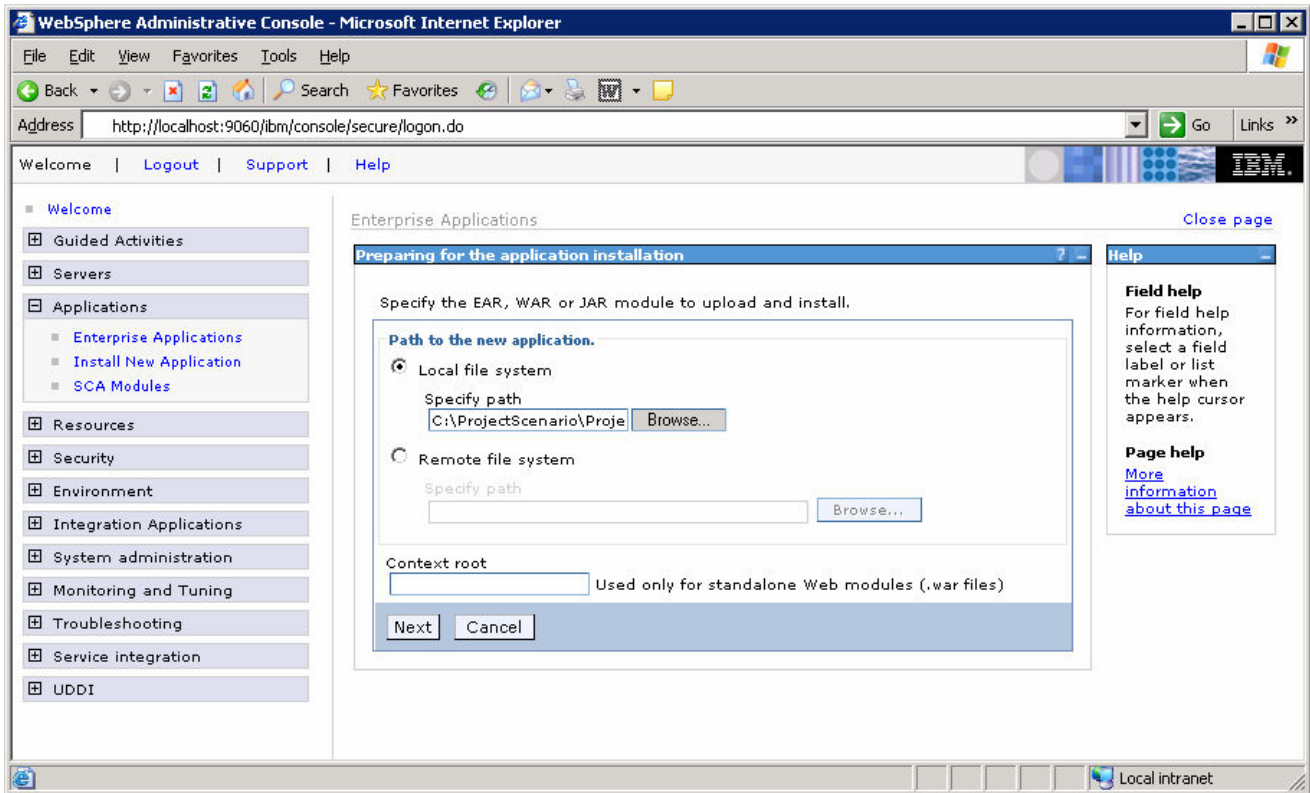 WebSphere Administrative Console - Microsoft Internet Explorer
File Edit View Favorites Tools Help
Back Search Favorites
Address http://localhost:9060/ibm/console/secure/logon.do Go Links »
Welcome | Logout | Support | Help IBM.
Welcome
Guided Activities
Servers
Applications
Enterprise Applications
Install New Application
SCA Modules
Resources
Security
Environment
Integration Applications
System administration
Monitoring and Tuning
Troubleshooting
Service integration
UDDI
Enterprise Applications Close page
Preparing for the application installation ? -
Specify the EAR, WAR or JAR module to upload and install.
Path to the new application.
Local file system
Specify path
C:\ProjectScenario\Proje Browse...
Remote file system
Specify path
Browse...
Context root
Used only for standalone Web modules (.war files)
Next Cancel
Help -
Field help
For field help
information,
select a field
label or list
marker when
the help cursor
appears.
Page help
More
information
about this page
Local intranet